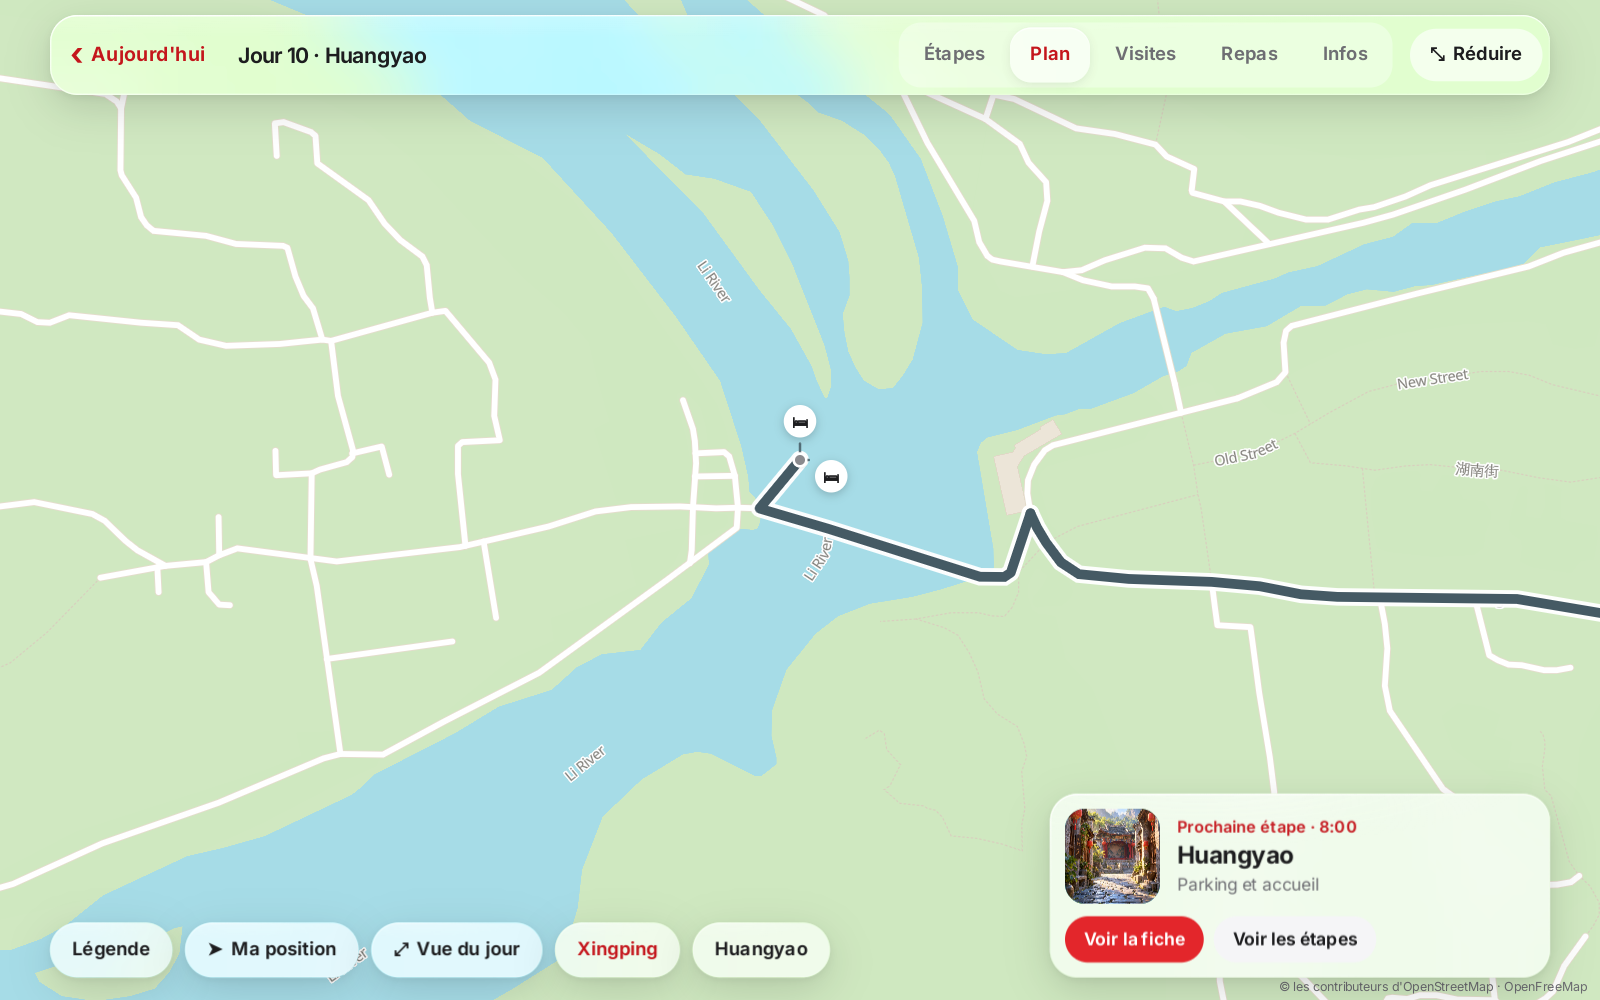 Aujourd'hui
Jour 10 · Huangyao
Étapes
Plan
Visites
Repas
Infos
Réduire
Li River
New Street
Old Street
湖南街
Li River
Li River
Prochaine étape · 8:00
Huangyao
Parking et accueil
Voir la fiche
Voir les étapes
Légende
Ma position
Vue du jour
Xingping
Huangyao
© les contributeurs d'OpenStreetMap · OpenFreeMap